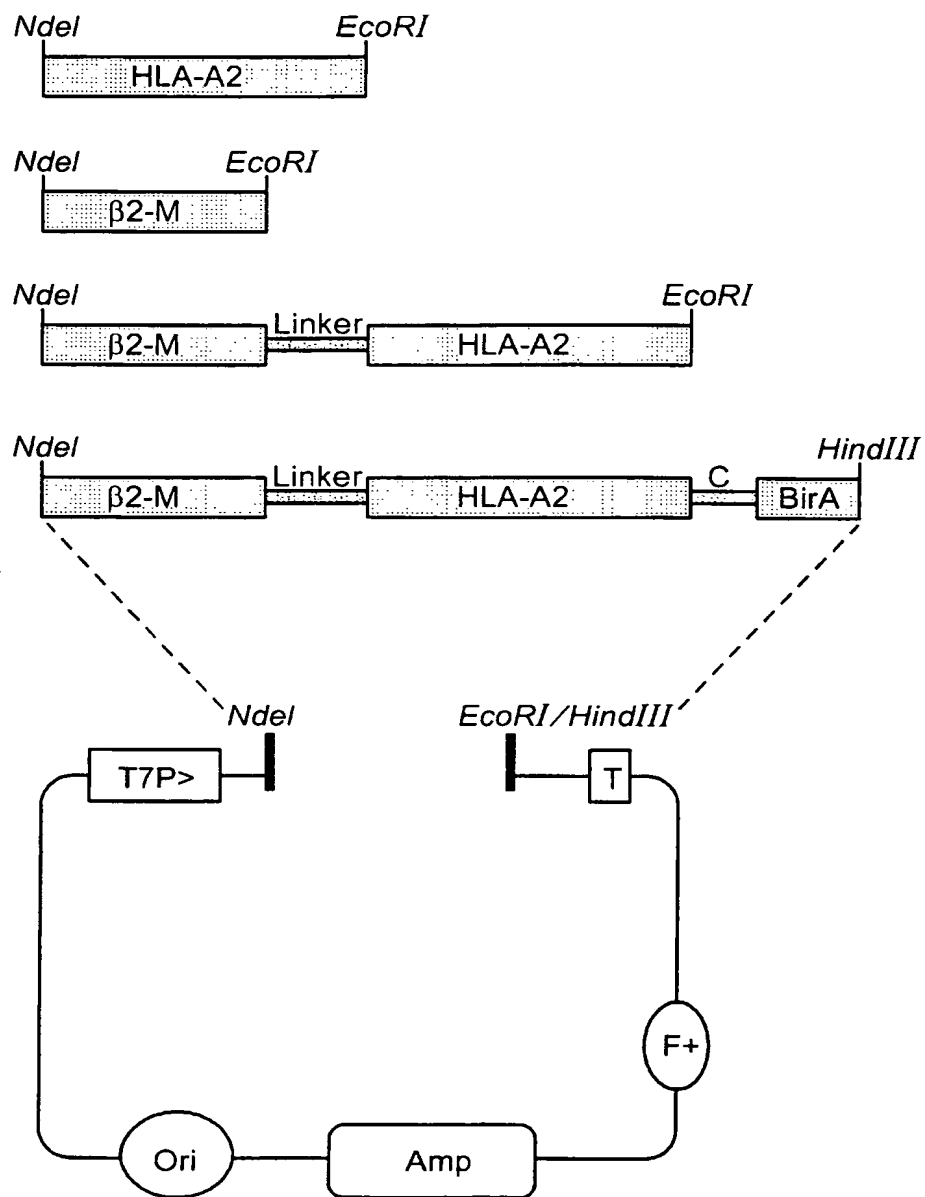 NdeI EcoRI
HLA-A2
NdeI EcoRI
β2-M
NdeI EcoRI
β2-M Linker HLA-A2
NdeI HindIII
β2-M Linker HLA-A2 C BirA
NdeI EcoRI/HindIII
T7P> T
F+
Ori Amp